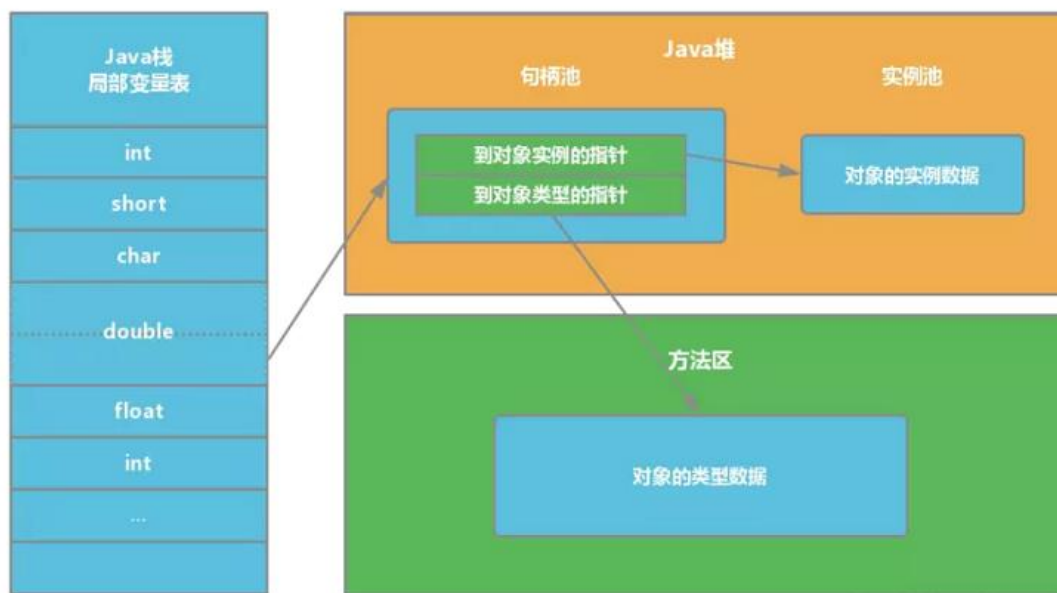 Java栈
局部变量表
int
short
char
double
float
int
...
Java堆
句柄池
实例池
到对象实例的指针
到对象类型的指针
对象的实例数据
方法区
对象的类型数据